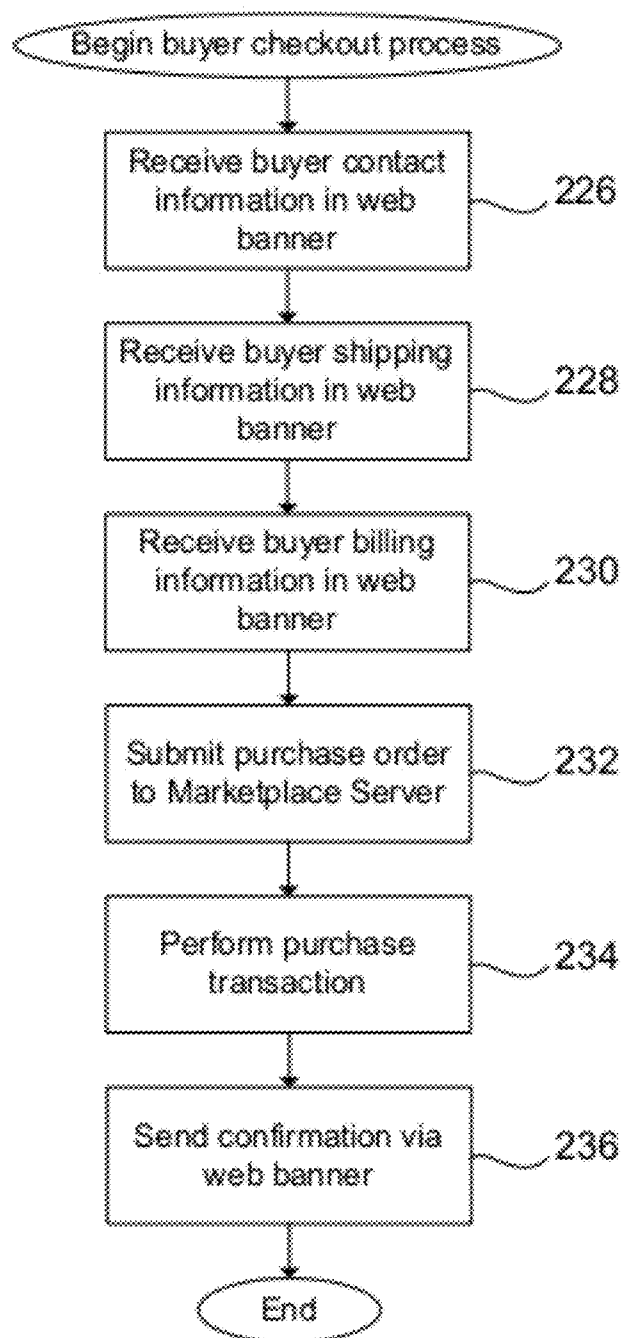 Begin buyer checkout process
Receive buyer contact
information in web
banner
226
Receive buyer shipping
information in web
banner
228
Receive buyer billing
information in web
banner
230
Submit purchase order
to Marketplace Server
232
Perform purchase
transaction
234
Send confirmation via
web banner
236
End